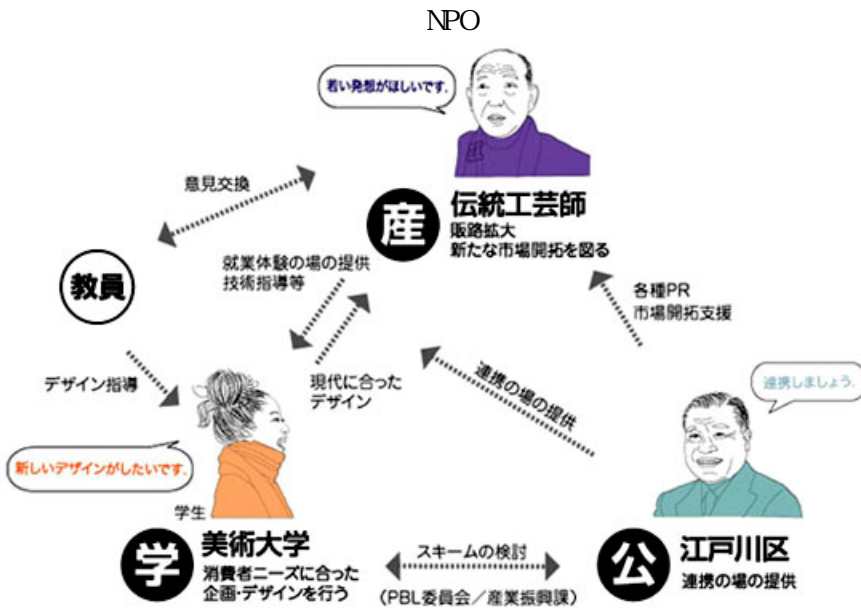 NPO
若い発想がほしいです.
意見交換
産
伝統工芸師
販路拡大
新たな市場開拓を図る
教員
就業体験の場の提供
技術指導等
各種PR
市場開拓支援
デザイン指導
現代に合った
デザイン
連携の場の提供
連携しましょう.
新しいデザインがしたいです.
学生
学
美術大学
消費者ニーズに合った
企画・デザインを行う
スキームの検討
(PBL委員会／産業振興課)
公
江戸川区
連携の場の提供